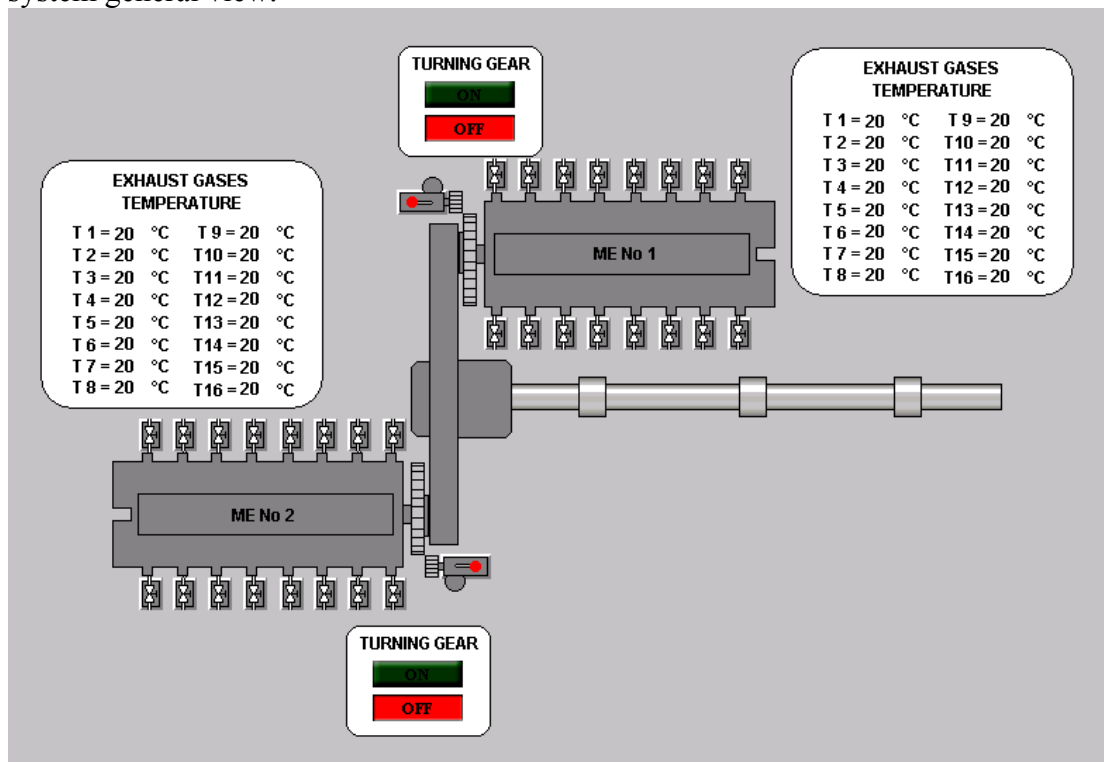 system general view.
TURNING GEAR
ON
OFF
EXHAUST GASES
TEMPERATURE
T 1 = 20 °C T 9 = 20 °C
T 2 = 20 °C T10 = 20 °C
T 3 = 20 °C T11 = 20 °C
T 4 = 20 °C T12 = 20 °C
T 5 = 20 °C T13 = 20 °C
T 6 = 20 °C T14 = 20 °C
T 7 = 20 °C T15 = 20 °C
T 8 = 20 °C T16 = 20 °C
EXHAUST GASES
TEMPERATURE
T 1 = 20 °C T 9 = 20 °C
T 2 = 20 °C T10 = 20 °C
T 3 = 20 °C T11 = 20 °C
T 4 = 20 °C T12 = 20 °C
T 5 = 20 °C T13 = 20 °C
T 6 = 20 °C T14 = 20 °C
T 7 = 20 °C T15 = 20 °C
T 8 = 20 °C T16 = 20 °C
ME No 1
ME No 2
TURNING GEAR
ON
OFF